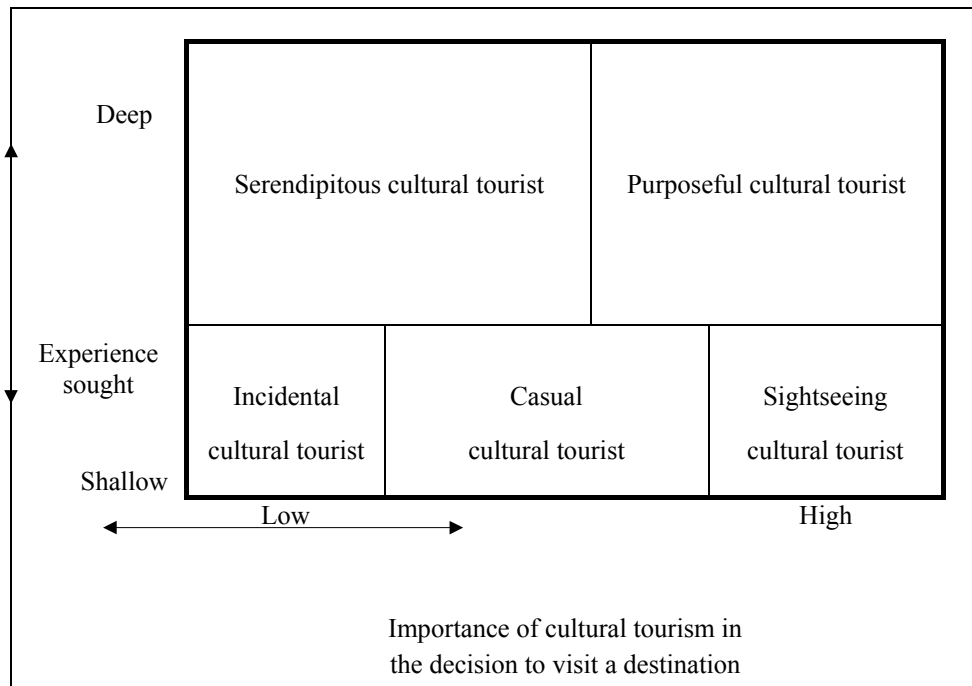 Deep
Serendipitous cultural tourist
Purposeful cultural tourist
Experience
sought
Incidental
cultural tourist
Casual
cultural tourist
Sightseeing
cultural tourist
Shallow
Low
High
Importance of cultural tourism in
the decision to visit a destination